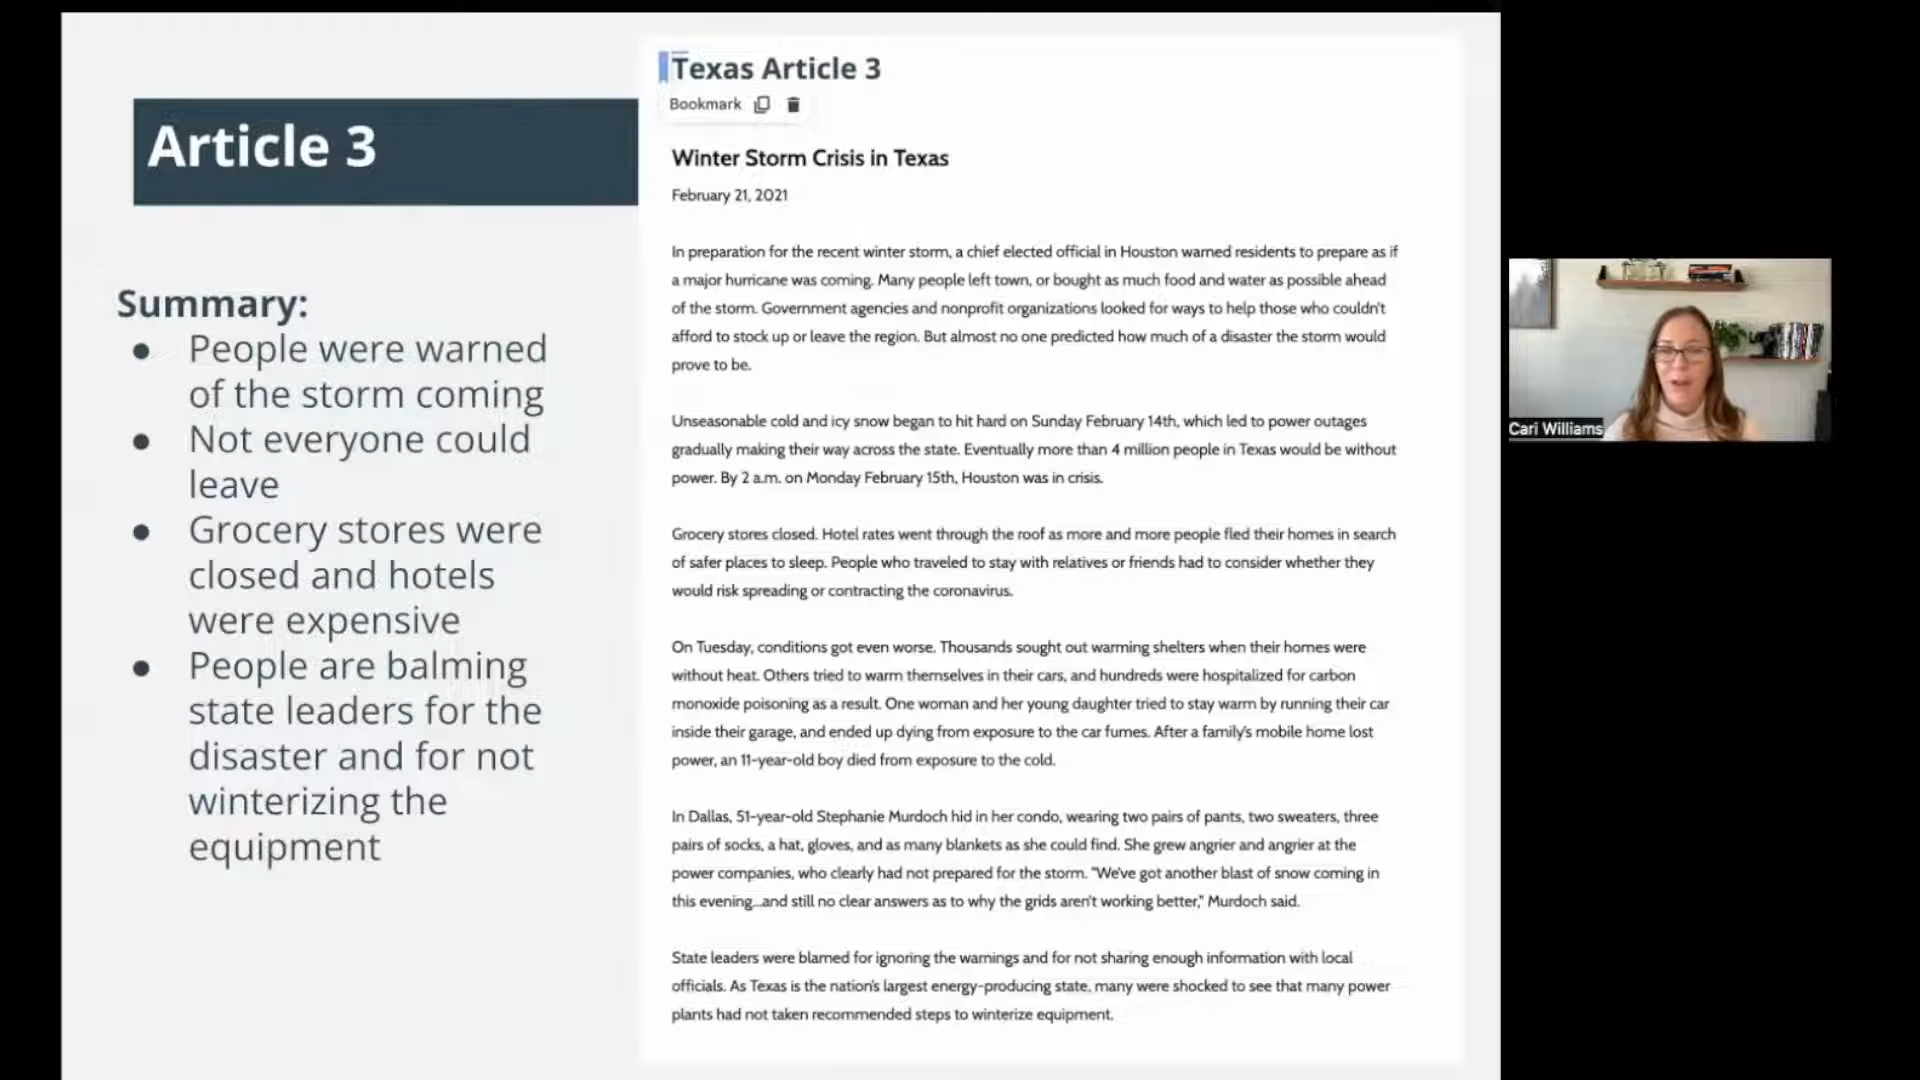 Article 3
Summary:
● People were warned
of the storm coming
● Not everyone could
leave
● Grocery stores were
closed and hotels
were expensive
● People are balming
state leaders for the
disaster and for not
winterizing the
equipment
Texas Article 3
Bookmark
Winter Storm Crisis in Texas
February 21, 2021
In preparation for the recent winter storm, a chief elected official in Houston warned residents to prepare as if
a major hurricane was coming. Many people left town, or bought as much food and water as possible ahead
of the storm. Government agencies and nonprofit organizations looked for ways to help those who couldn't
afford to stock up or leave the region. But almost no one predicted how much of a disaster the storm would
prove to be.
Unseasonable cold and icy snow began to hit hard on Sunday February 14th, which led to power outages
gradually making their way across the state. Eventually more than 4 million people in Texas would be without
power. By 2 a.m. on Monday February 15th, Houston was in crisis.
Grocery stores closed. Hotel rates went through the roof as more and more people fled their homes in search
of safer places to sleep. People who traveled to stay with relatives or friends had to consider whether they
would risk spreading or contracting the coronavirus.
On Tuesday, conditions got even worse. Thousands sought out warming shelters when their homes were
without heat. Others tried to warm themselves in their cars, and hundreds were hospitalized for carbon
monoxide poisoning as a result. One woman and her young daughter tried to stay warm by running their car
inside their garage, and ended up dying from exposure to the car fumes. After a family's mobile home lost
power, an 11-year-old boy died from exposure to the cold.
In Dallas, 51-year-old Stephanie Murdoch hid in her condo, wearing two pairs of pants, two sweaters, three
pairs of socks, a hat, gloves, and as many blankets as she could find. She grew angrier and angrier at the
power companies, who clearly had not prepared for the storm. "We've got another blast of snow coming in
this evening...and still no clear answers as to why the grids aren't working better," Murdoch said.
State leaders were blamed for ignoring the warnings and for not sharing enough information with local
officials. As Texas is the nation's largest energy-producing state, many were shocked to see that many power
plants had not taken recommended steps to winterize equipment.
Cari Williams